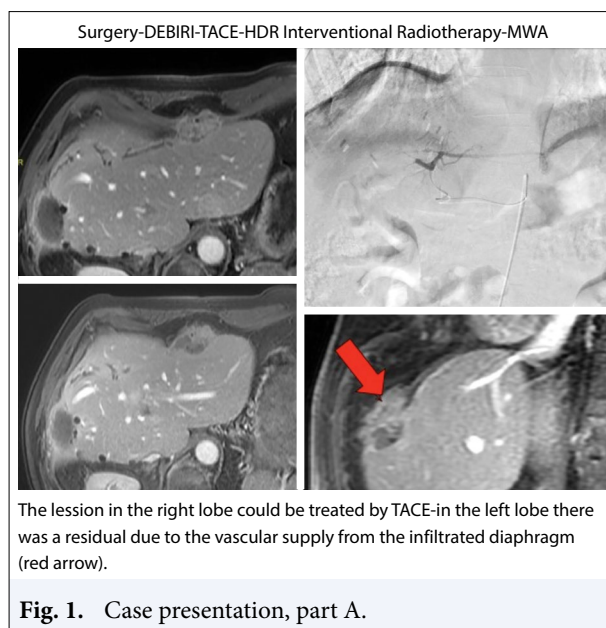 Surgery-DEBIRI-TACE-HDR Interventional Radiotherapy-MWA
The lession in the right lobe could be treated by TACE-in the left lobe there
was a residual due to the vascular supply from the infiltrated diaphragm
(red arrow).
Fig. 1. Case presentation, part A.